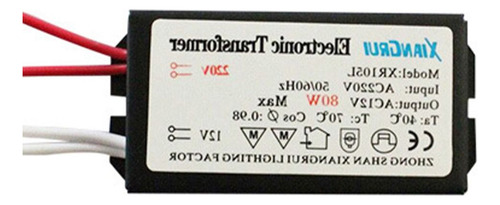 XIANGRUI Electronic Transformer
Model:XR105L
Input: AC220V 50/60Hz
Output:AC12V 80W Max
Ta: 40℃ Tc: 70℃ Cos Ø:0.98
220V
12V
M M CE
ZHONG SHAN XIANGRUI LIGHTING FACTOR